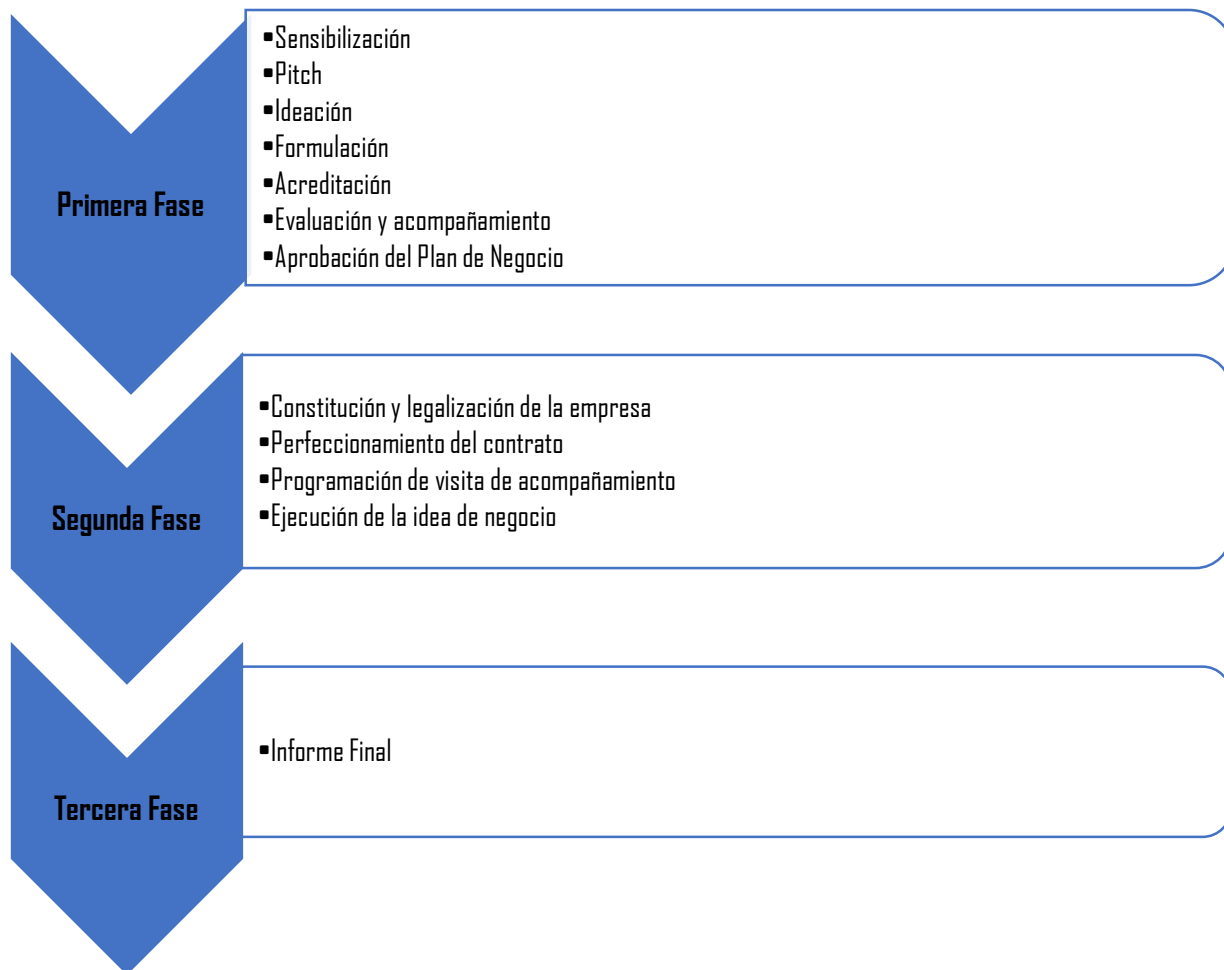 Primera Fase
▪Sensibilización
▪Pitch
▪Ideación
▪Formulación
▪Acreditación
▪Evaluación y acompañamiento
▪Aprobación del Plan de Negocio
Segunda Fase
▪Constitución y legalización de la empresa
▪Perfeccionamiento del contrato
▪Programación de visita de acompañamiento
▪Ejecución de la idea de negocio
Tercera Fase
▪Informe Final